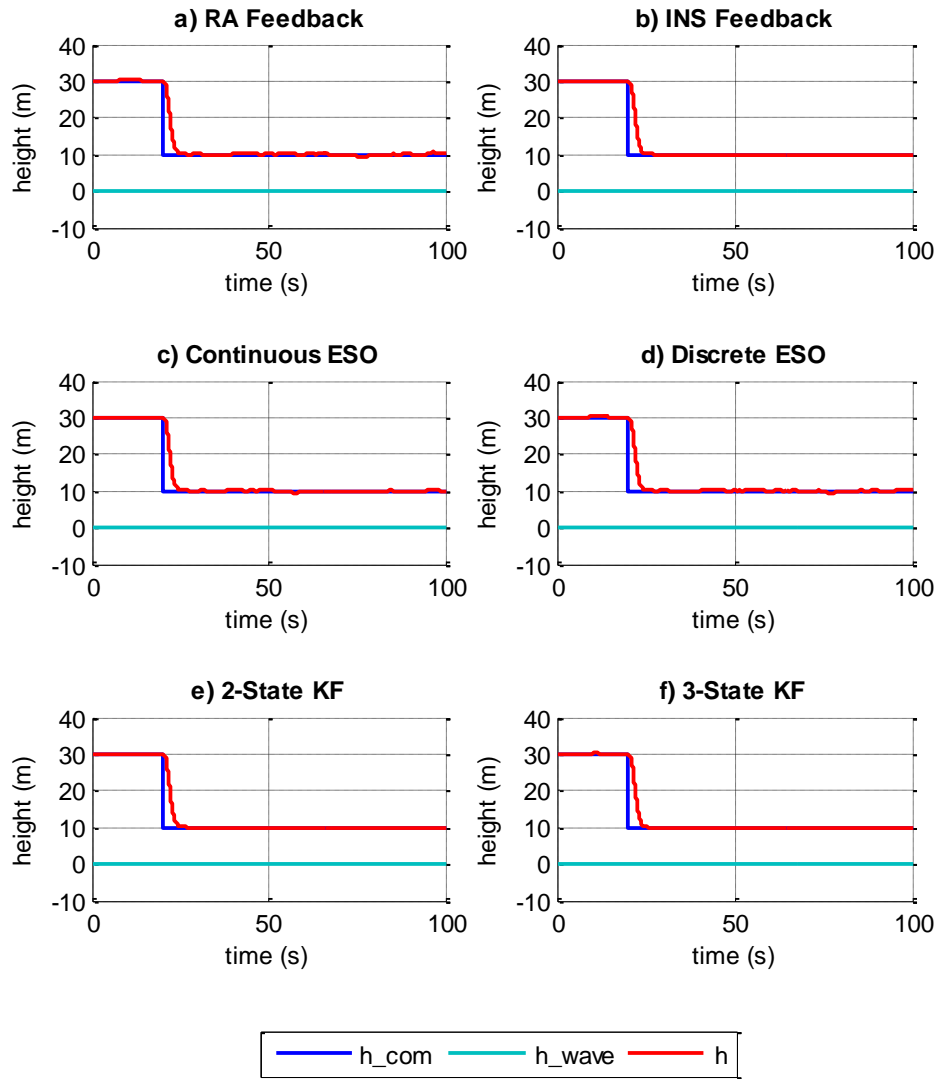 a) RA Feedback
40
30
20
10
0
-10
height (m)
0 50 100
time (s)
b) INS Feedback
40
30
20
10
0
-10
height (m)
0 50 100
time (s)
c) Continuous ESO
40
30
20
10
0
-10
height (m)
0 50 100
time (s)
d) Discrete ESO
40
30
20
10
0
-10
height (m)
0 50 100
time (s)
e) 2-State KF
40
30
20
10
0
-10
height (m)
0 50 100
time (s)
f) 3-State KF
40
30
20
10
0
-10
height (m)
0 50 100
time (s)
h_com h_wave h